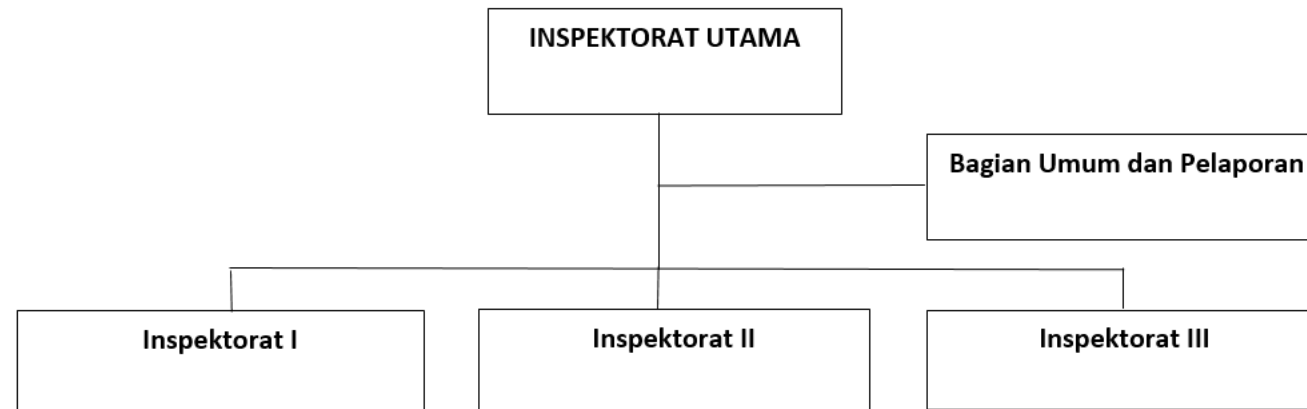 INSPEKTORAT UTAMA
Bagian Umum dan Pelaporan
Inspektorat I
Inspektorat II
Inspektorat III